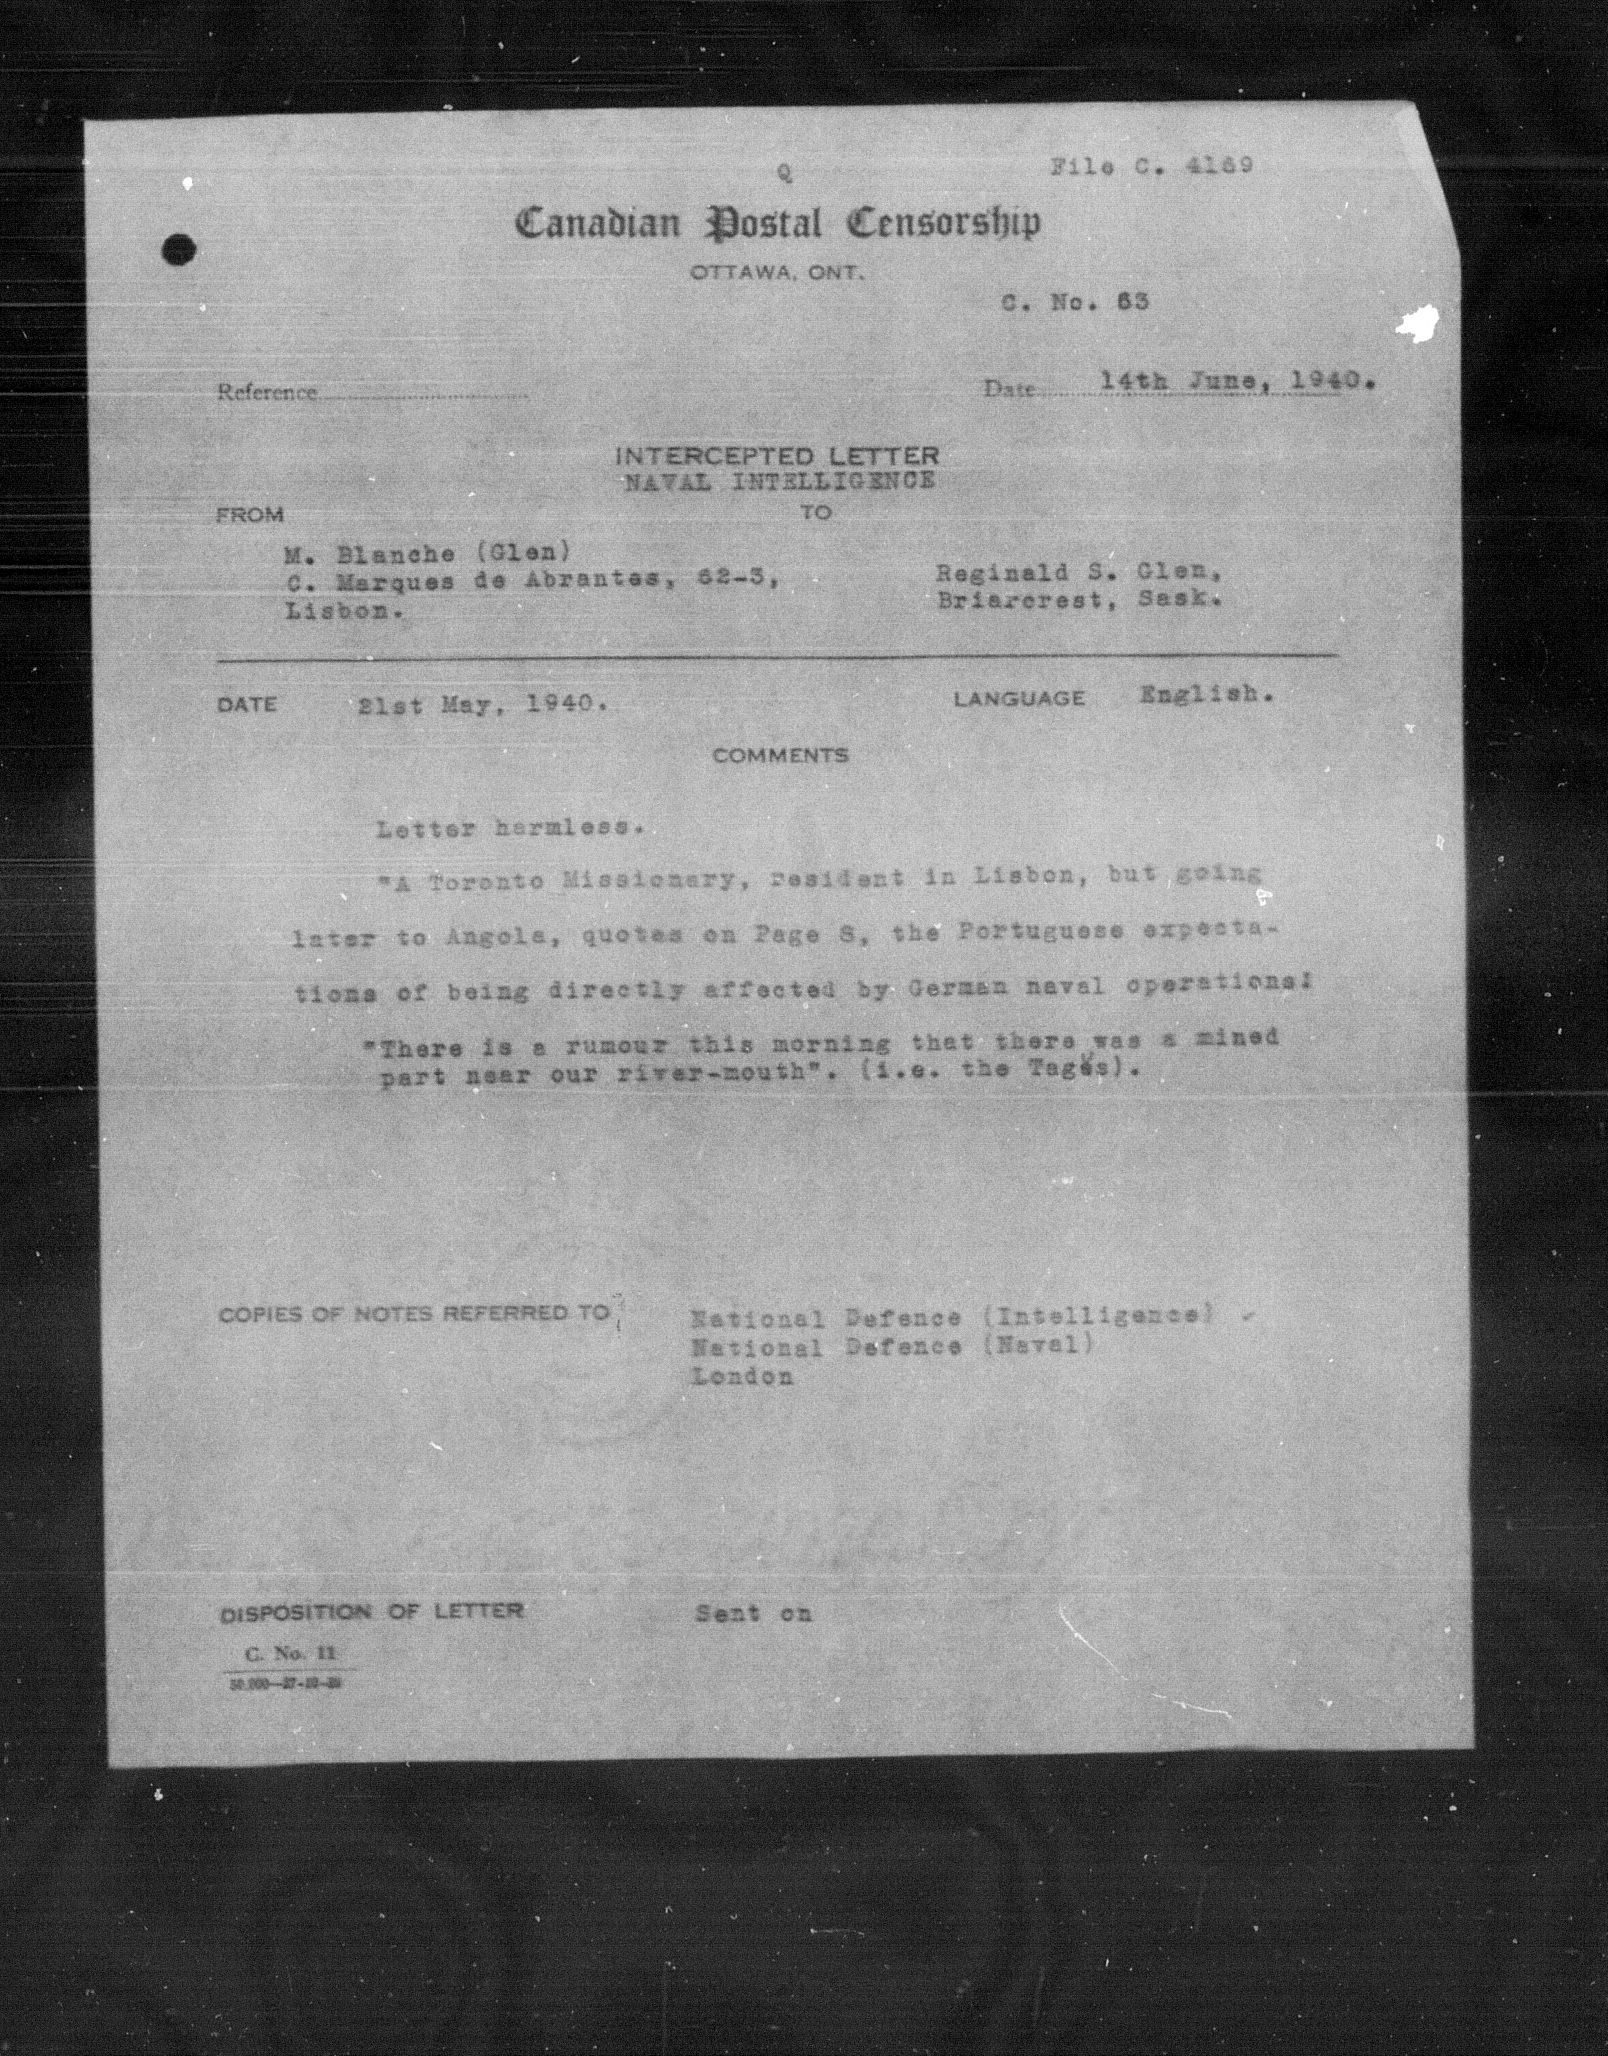 Q
File C. 4169
Canadian Postal Censorship
OTTAWA, ONT.
C. No. 63
Reference
Date 14th June, 1940.
INTERCEPTED LETTER
NAVAL INTELLIGENCE
FROM
TO
M. Blanche (Glen)
C. Marques de Abrantes, 62-3,
Lisbon.
Reginald S. Glen,
Briarcrest, Sask.
DATE 21st May, 1940.
LANGUAGE English.
COMMENTS
Letter harmless.
"A Toronto Missionary, resident in Lisbon, but going
later to Angola, quotes on Page 8, the Portuguese expecta-
tions of being directly affected by German naval operations:
"There is a rumour this morning that there was a mined
part near our river-mouth". (i.e. the Tagus).
COPIES OF NOTES REFERRED TO
National Defence (Intelligence)
National Defence (Naval)
London
DISPOSITION OF LETTER
Sent on
C. No. 11